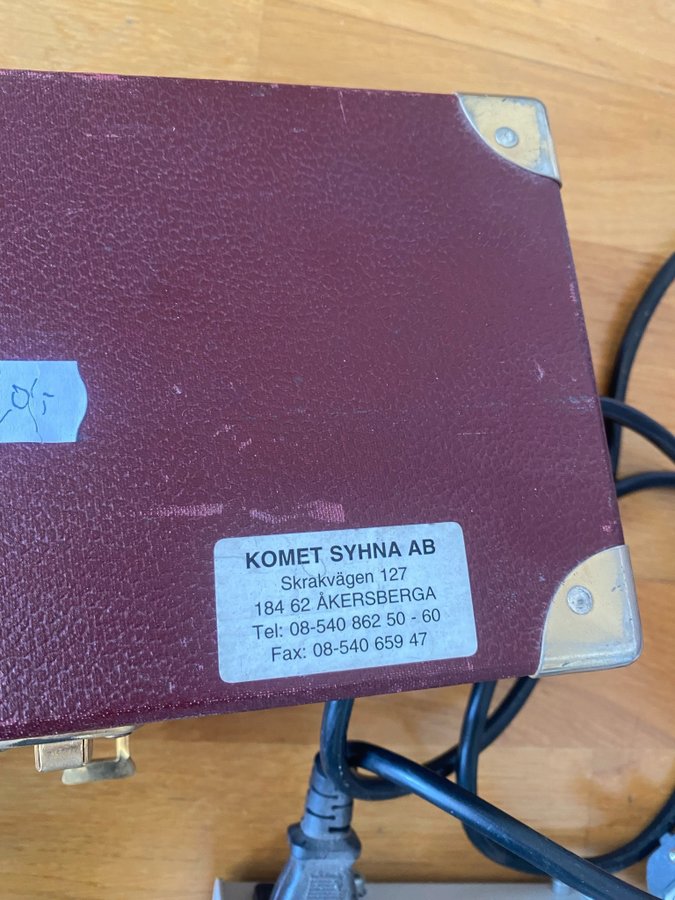 0:-
KOMET SYHNA AB
Skrakvägen 127
184 62 ÅKERSBERGA
Tel: 08-540 862 50 - 60
Fax: 08-540 659 47